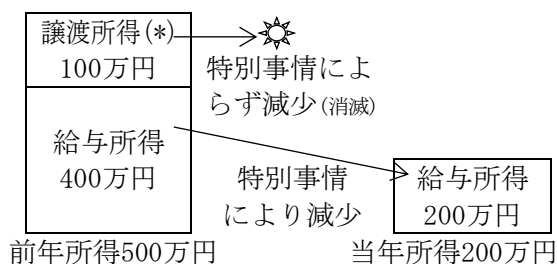 譲渡所得(*)
100万円
特別事情によ
らず減少(消滅)
給与所得
400万円
特別事情
により減少
給与所得
200万円
前年所得500万円
当年所得200万円